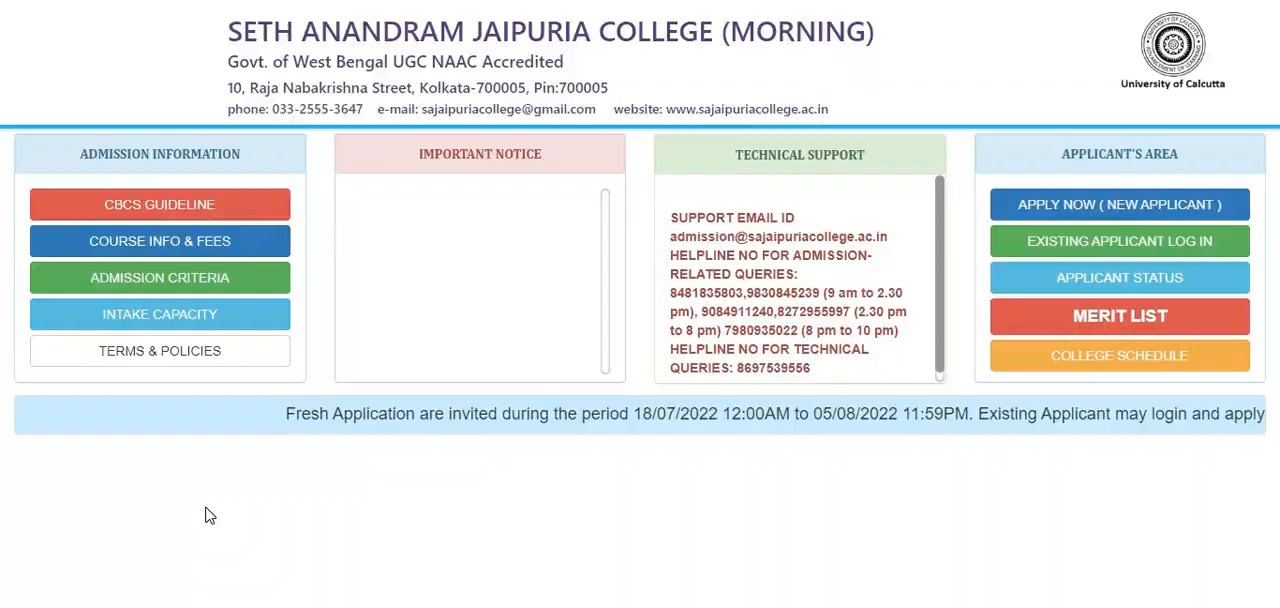 SETH ANANDRAM JAIPURIA COLLEGE (MORNING)
Govt. of West Bengal UGC NAAC Accredited
10, Raja Nabakrishna Street, Kolkata-700005, Pin:700005
phone: 033-2555-3647 e-mail: sajaipuriacollege@gmail.com website: www.sajaipuriacollege.ac.in
UNIVERSITY OF CALCUTTA
ADVANCEMENT OF LEARNING
University of Calcutta
ADMISSION INFORMATION
CBCS GUIDELINE
COURSE INFO & FEES
ADMISSION CRITERIA
INTAKE CAPACITY
TERMS & POLICIES
IMPORTANT NOTICE
TECHNICAL SUPPORT
SUPPORT EMAIL ID
admission@sajaipuriacollege.ac.in
HELPLINE NO FOR ADMISSION-
RELATED QUERIES:
8481835803,9830845239 (9 am to 2.30
pm), 9084911240,8272955997 (2.30 pm
to 8 pm) 7980935022 (8 pm to 10 pm)
HELPLINE NO FOR TECHNICAL
QUERIES: 8697539556
APPLICANT'S AREA
APPLY NOW ( NEW APPLICANT )
EXISTING APPLICANT LOG IN
APPLICANT STATUS
MERIT LIST
COLLEGE SCHEDULE
Fresh Application are invited during the period 18/07/2022 12:00AM to 05/08/2022 11:59PM. Existing Applicant may login and apply